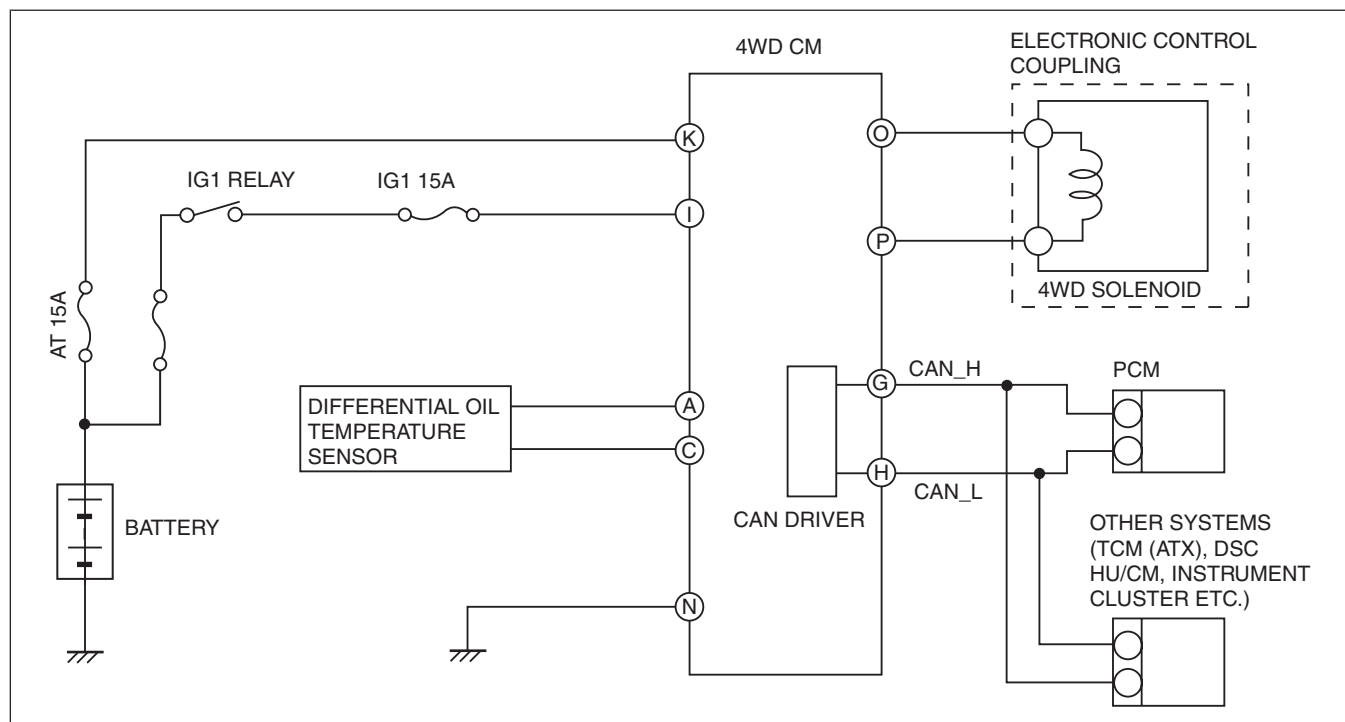 4WD CM
ELECTRONIC CONTROL
COUPLING
K
O
IG1 RELAY
IG1 15A
I
P
AT 15A
4WD SOLENOID
CAN_H
PCM
G
DIFFERENTIAL OIL
TEMPERATURE
SENSOR
A
C
H
CAN_L
CAN DRIVER
BATTERY
OTHER SYSTEMS
(TCM (ATX), DSC
HU/CM, INSTRUMENT
CLUSTER ETC.)
N